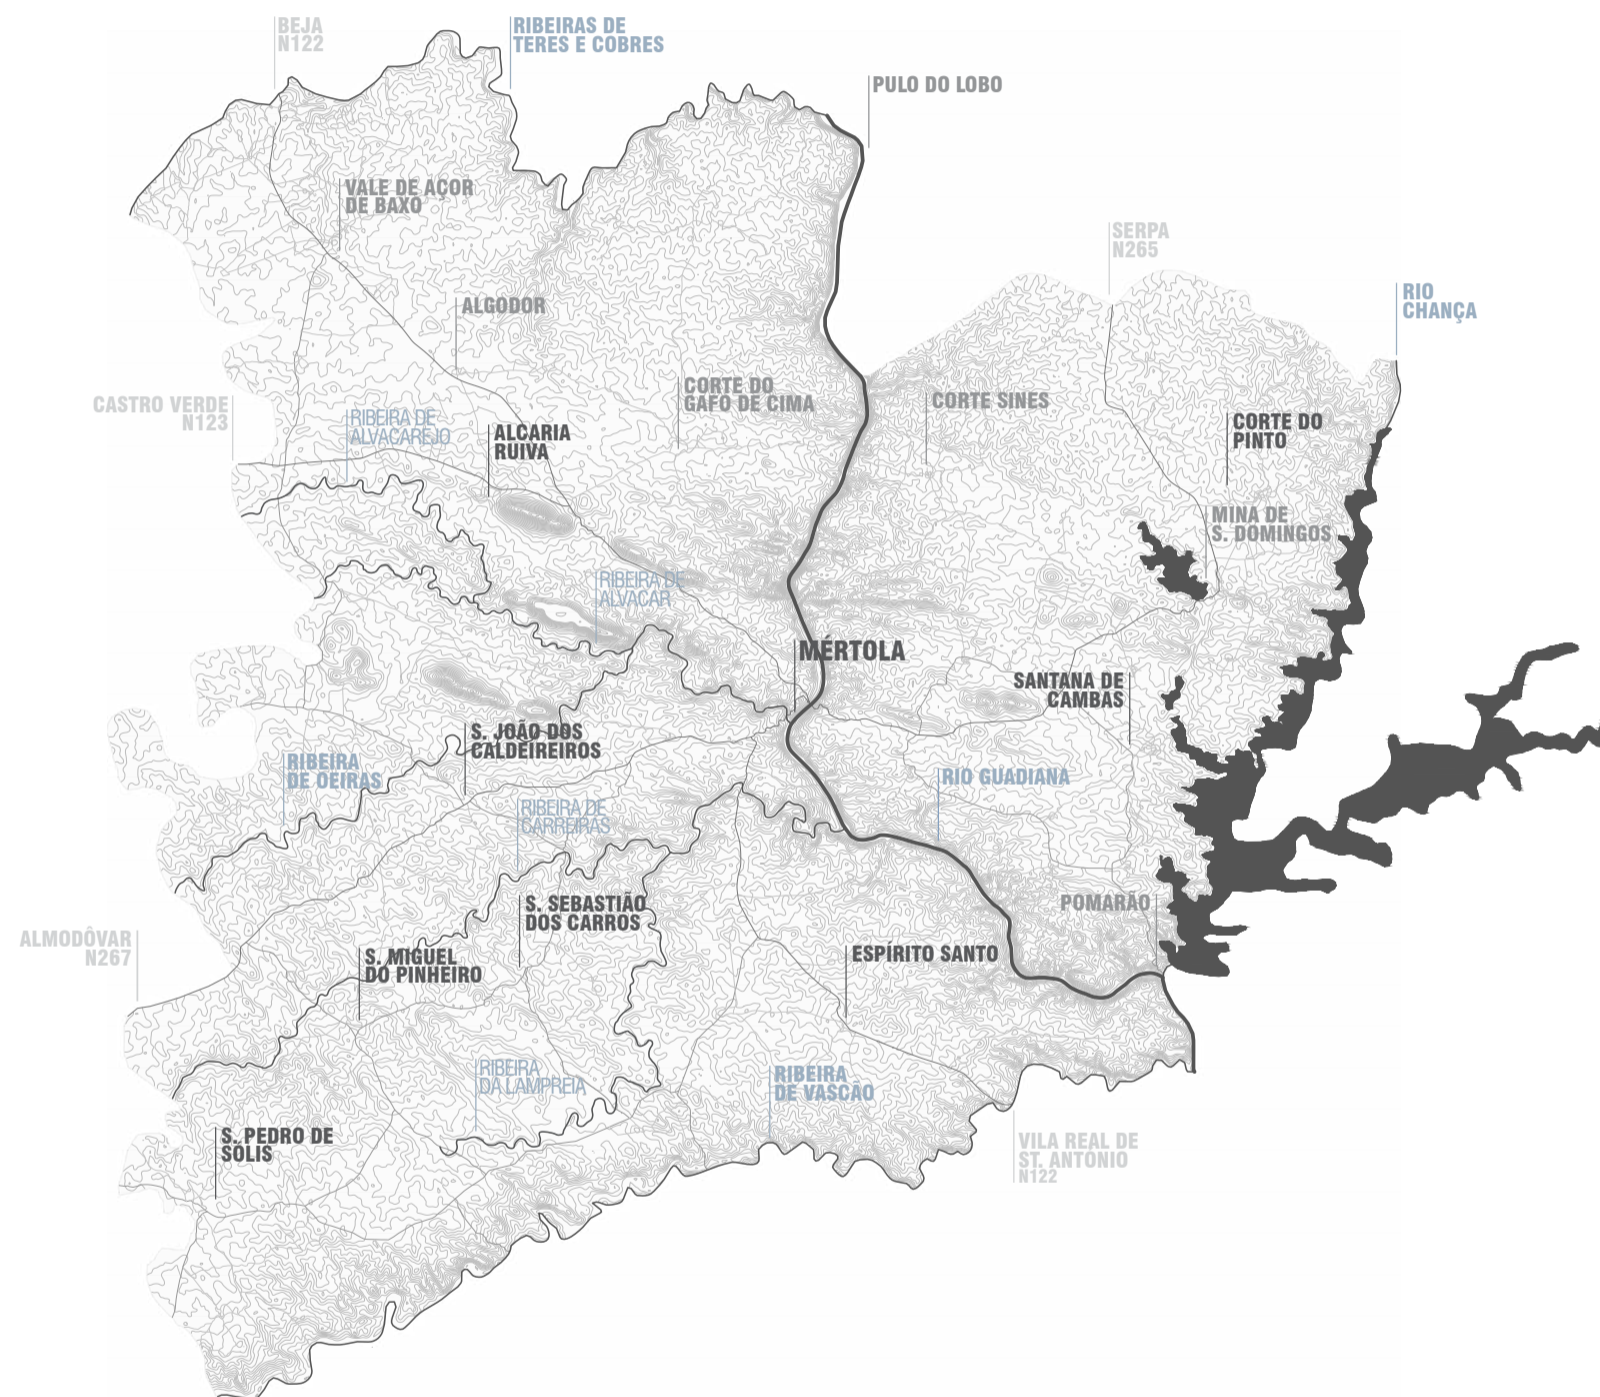 BEJA
N122
RIBEIRAS DE
TERES E COBRES
PULO DO LOBO
VALE DE AÇOR
DE BAXO
SERPA
N265
ALGODOR
RIO
CHANÇA
CORTE DO
GAFO DE CIMA
CORTE SINES
CASTRO VERDE
N123
RIBEIRA DE
ALVACAREJO
ALCARIA
RUIVA
CORTE DO
PINTO
MINA DE
S. DOMINGOS
RIBEIRA DE
ALVACAR
MÉRTOLA
SANTANA DE
CAMBAS
S. JOÃO DOS
CALDEIREIROS
RIBEIRA
DE OEIRAS
RIO GUADIANA
RIBEIRA DE
CARREIRAS
S. SEBASTIÃO
DOS CARROS
POMARÃO
ALMODÔVAR
N267
S. MIGUEL
DO PINHEIRO
ESPÍRITO SANTO
RIBEIRA
DA LAMPREIA
RIBEIRA
DE VASCÃO
S. PEDRO DE
SÓLIS
VILA REAL DE
ST. ANTÓNIO
N122